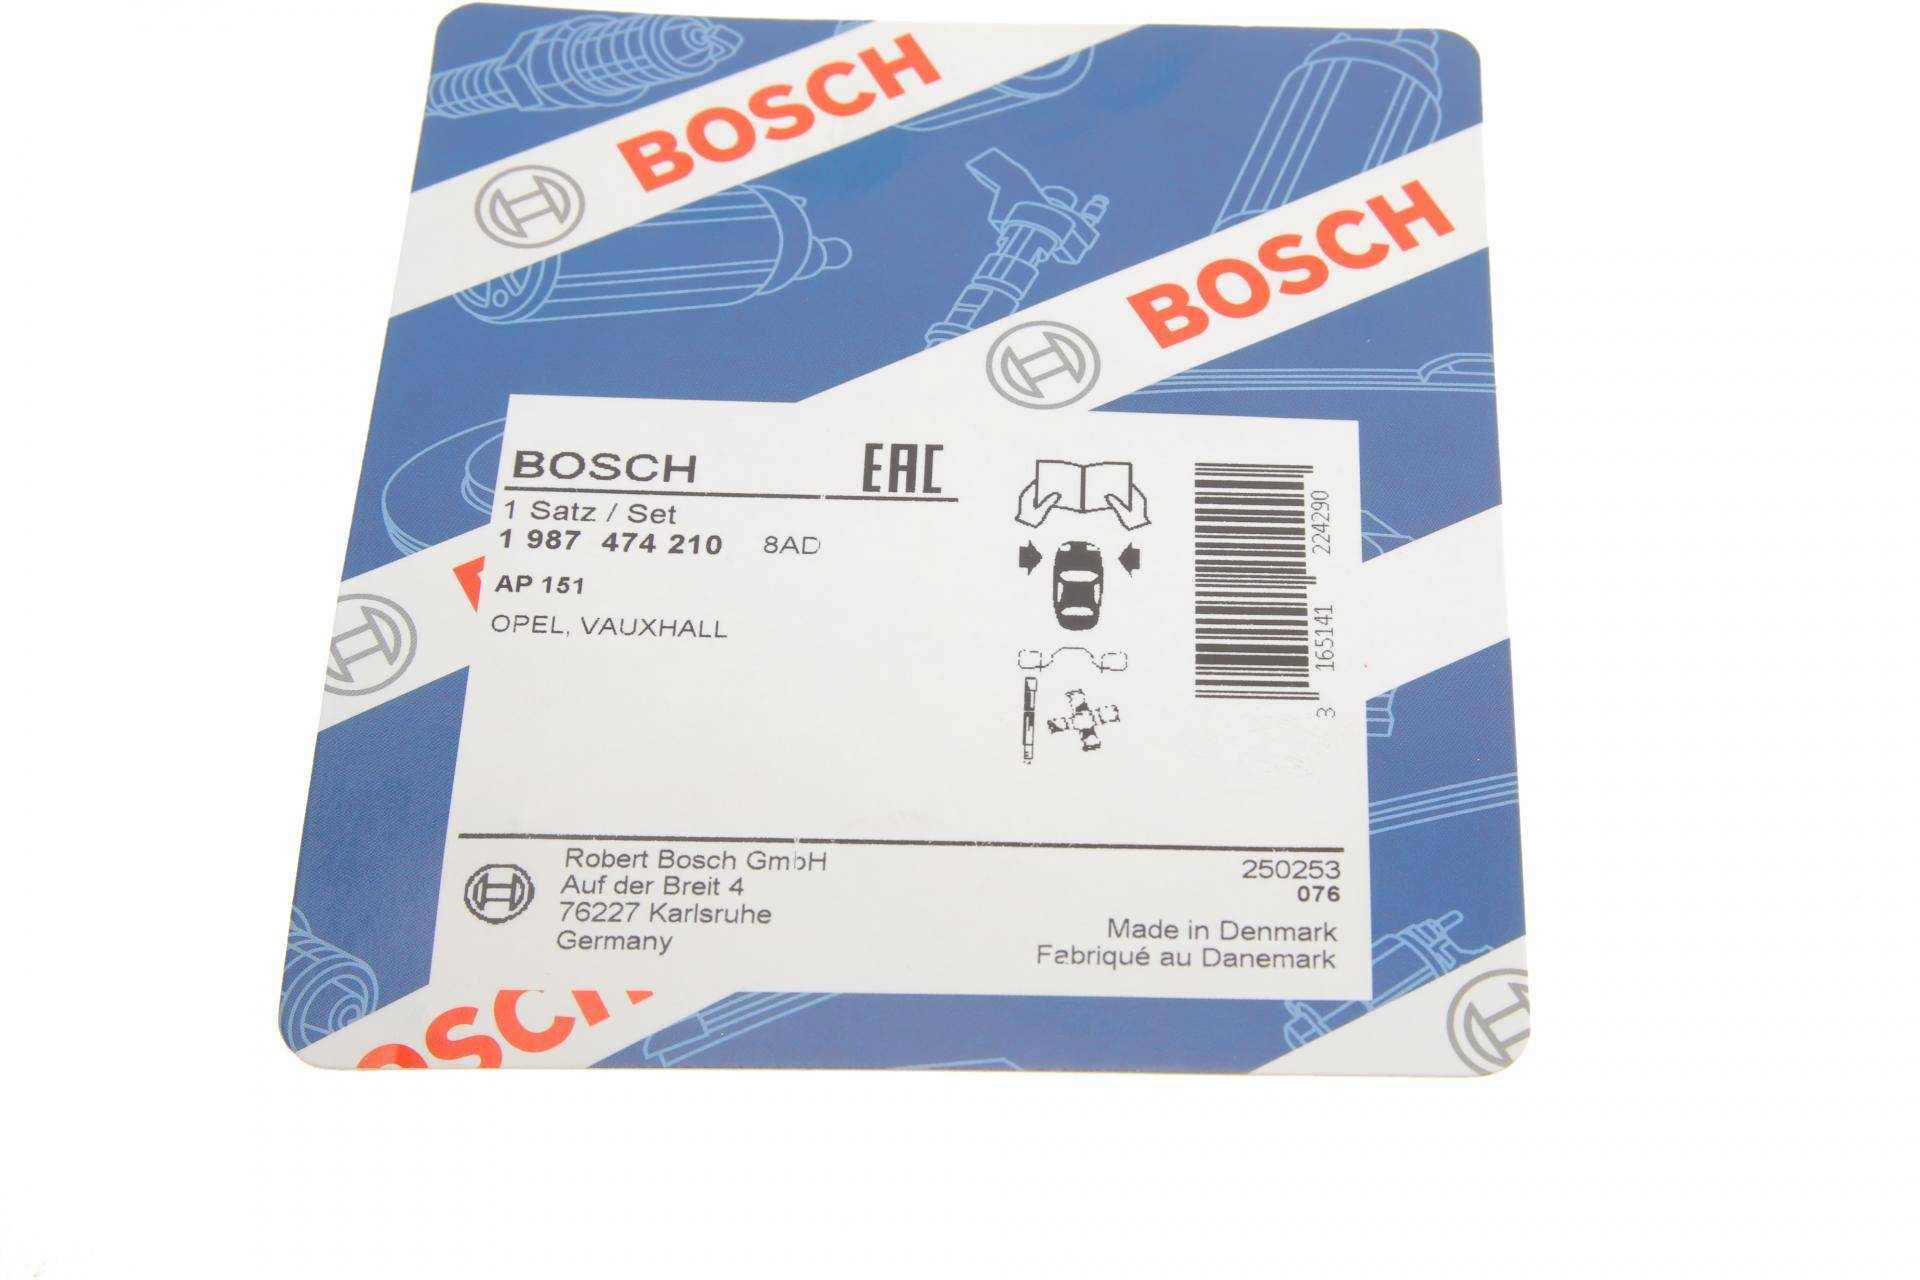 BOSCH
BOSCH
BOSCH EAC
1 Satz / Set
1 987 474 210 8AD
AP 151
OPEL, VAUXHALL
3 165141 224290
Robert Bosch GmbH
Auf der Breit 4
76227 Karlsruhe
Germany
250253
076
Made in Denmark
Fabriqué au Danemark
BOSCH